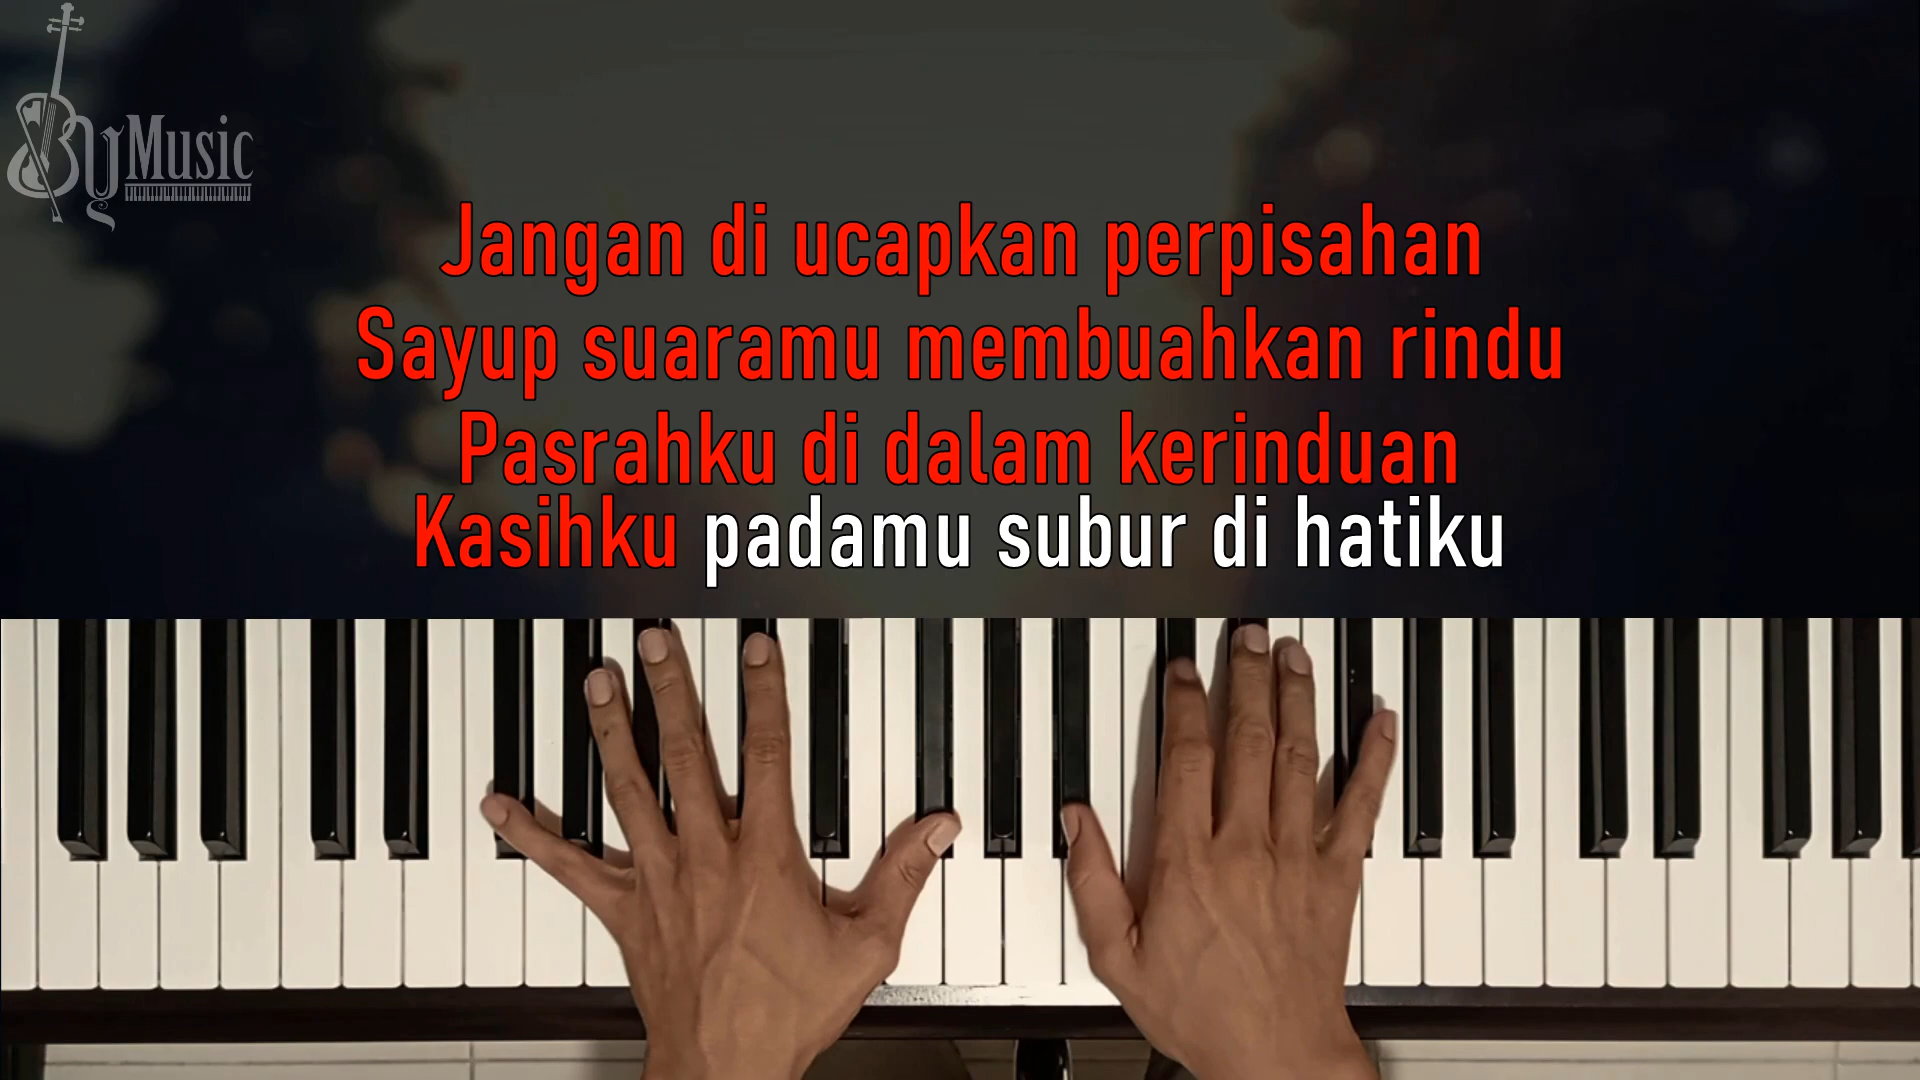 ByMusic
Jangan di ucapkan perpisahan
Sayup suaramu membuahkan rindu
Pasrahku di dalam kerinduan
Kasihku padamu subur di hatiku